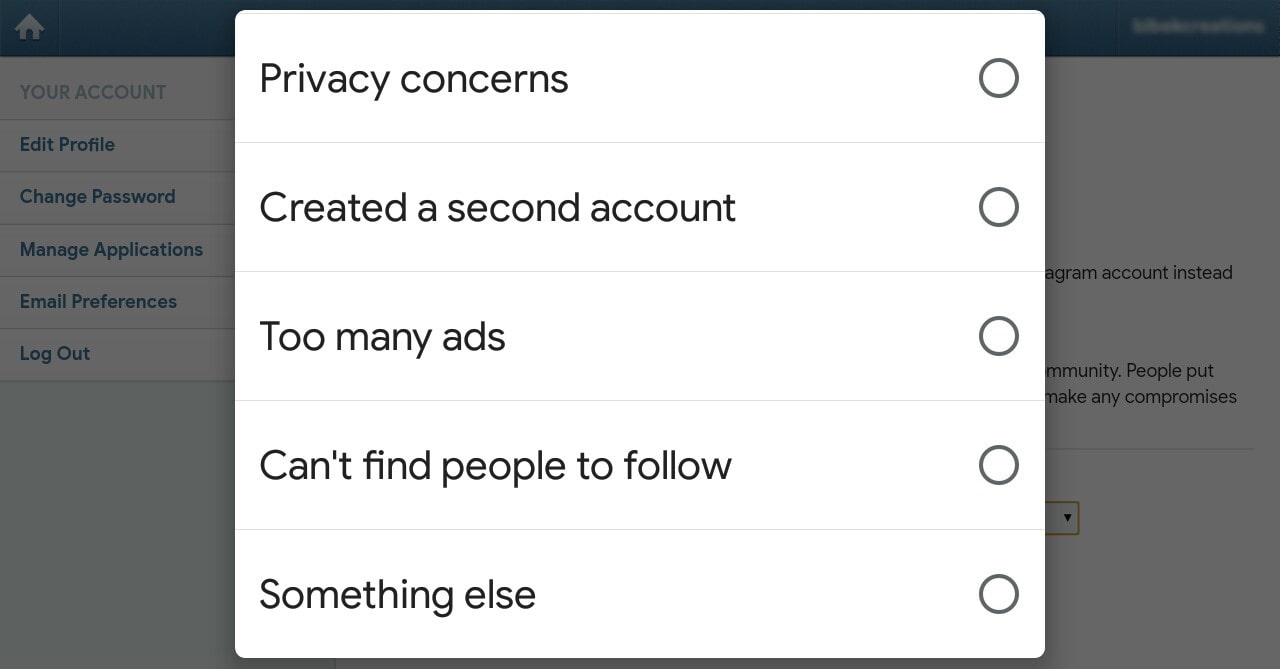 YOUR ACCOUNT
Edit Profile
Change Password
Manage Applications
Email Preferences
Log Out
Privacy concerns
Created a second account
Too many ads
Can't find people to follow
Something else
agram account instead
mmunity. People put
make any compromises